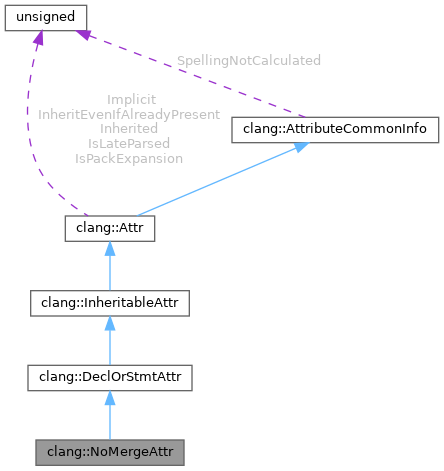 unsigned
SpellingNotCalculated
Implicit
InheritEvenIfAlreadyPresent
Inherited
IsLateParsed
IsPackExpansion
clang::AttributeCommonInfo
clang::Attr
clang::InheritableAttr
clang::DeclOrStmtAttr
clang::NoMergeAttr